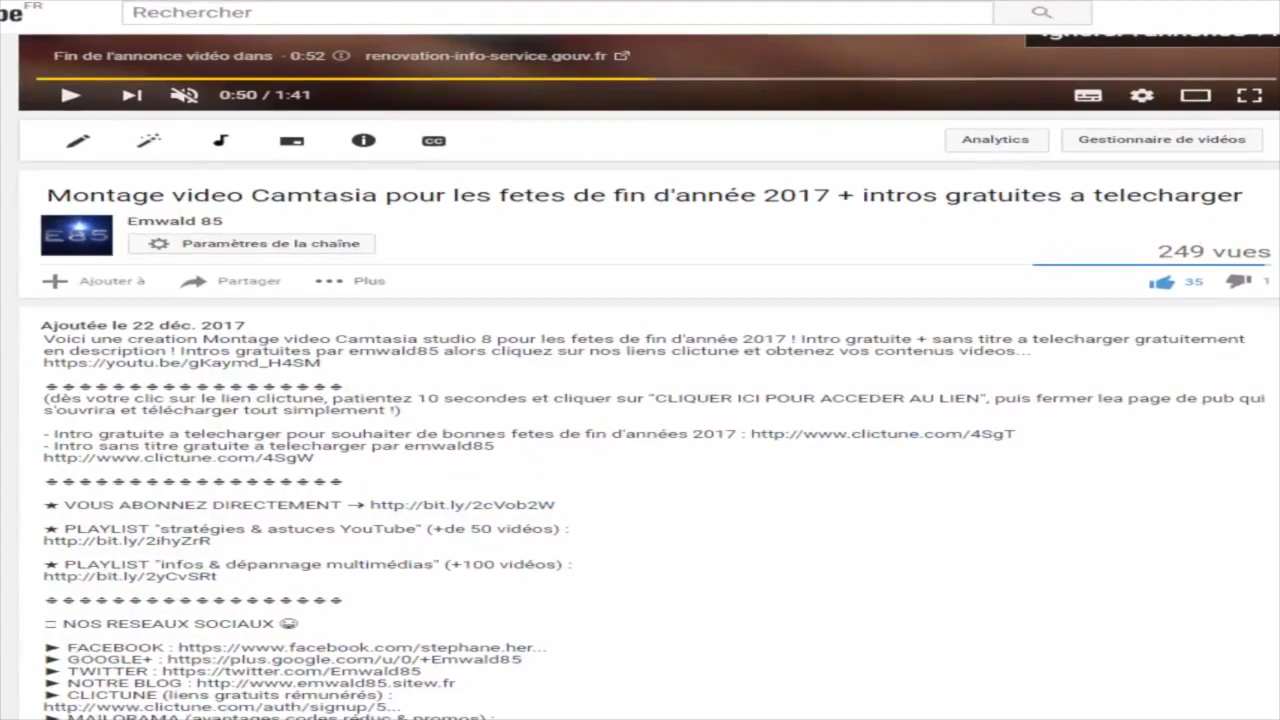 be FR
Rechercher
Fin de l'annonce vidéo dans - 0:52 renovation-info-service.gouv.fr
0:50 / 1:41
CC
Analytics
Gestionnaire de vidéos
Montage video Camtasia pour les fetes de fin d'année 2017 + intros gratuites a telecharger
E85
Emwald 85
Paramètres de la chaîne
249 vues
Ajouter à Partager Plus
35 1
Ajoutée le 22 déc. 2017
Voici une creation Montage video Camtasia studio 8 pour les fetes de fin d'année 2017 ! Intro gratuite + sans titre a telecharger gratuitement
en description ! Intros gratuites par emwald85 alors cliquez sur nos liens clictune et obtenez vos contenus videos...
https://youtu.be/gKaymd_H4SM
(dès votre clic sur le lien clictune, patientez 10 secondes et cliquer sur "CLIQUER ICI POUR ACCEDER AU LIEN", puis fermer lea page de pub qui
s'ouvrira et télécharger tout simplement !)
- Intro gratuite a telecharger pour souhaiter de bonnes fetes de fin d'années 2017 : http://www.clictune.com/4SgT
- Intro sans titre gratuite a telecharger par emwald85
http://www.clictune.com/4SgW
★ VOUS ABONNEZ DIRECTEMENT → http://bit.ly/2cVob2W
★ PLAYLIST "stratégies & astuces YouTube" (+de 50 vidéos) :
http://bit.ly/2ihyZrR
★ PLAYLIST "infos & dépannage multimédias" (+100 vidéos) :
http://bit.ly/2yCvSRt
NOS RESEAUX SOCIAUX 😂
► FACEBOOK : https://www.facebook.com/stephane.her...
► GOOGLE+ : https://plus.google.com/u/0/+Emwald85
► TWITTER : https://twitter.com/Emwald85
► NOTRE BLOG : http://www.emwald85.sitew.fr
► CLICTUNE (liens gratuits rémunérés) :
http://www.clictune.com/auth/signup/5...
► MAILORAMA (avantages codes réduc & promos) :